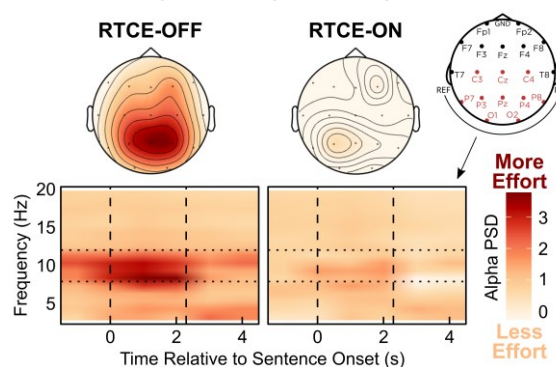 RTCE-OFF
RTCE-ON
GND
Fp1 Fp2
F7 F3 Fz F4 F8
T7 C3 Cz C4 T8
REF
P7 P3 Pz P4 P8
O1 O2
Frequency (Hz)
20
15
10
5
0 2 4
0 2 4
Time Relative to Sentence Onset (s)
More
Effort
Alpha PSD
3
2
1
0
Less
Effort